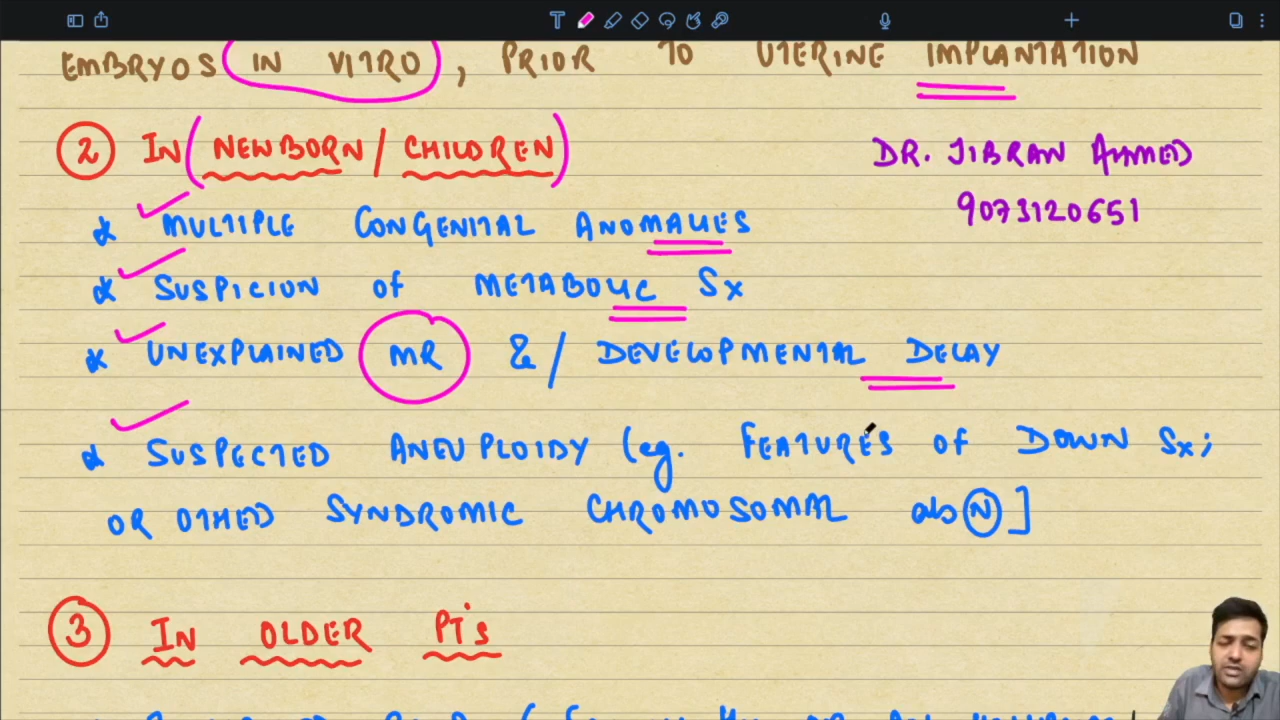 EMBRYOS IN VITRO, PRIOR TO UTERINE IMPLANTATION
② IN (NEWBORN / CHILDREN)
DR. JIBRAN AHMED
9073120651
* MULTIPLE CONGENITAL ANOMALIES
* SUSPICION OF METABOLIC Sx
* UNEXPLAINED MR & / DEVELOPMENTAL DELAY
* SUSPECTED ANEUPLOIDY (eg. FEATURES OF DOWN Sx;
OR OTHER SYNDROMIC CHROMOSOMAL abⓃ]
③ IN OLDER PT's